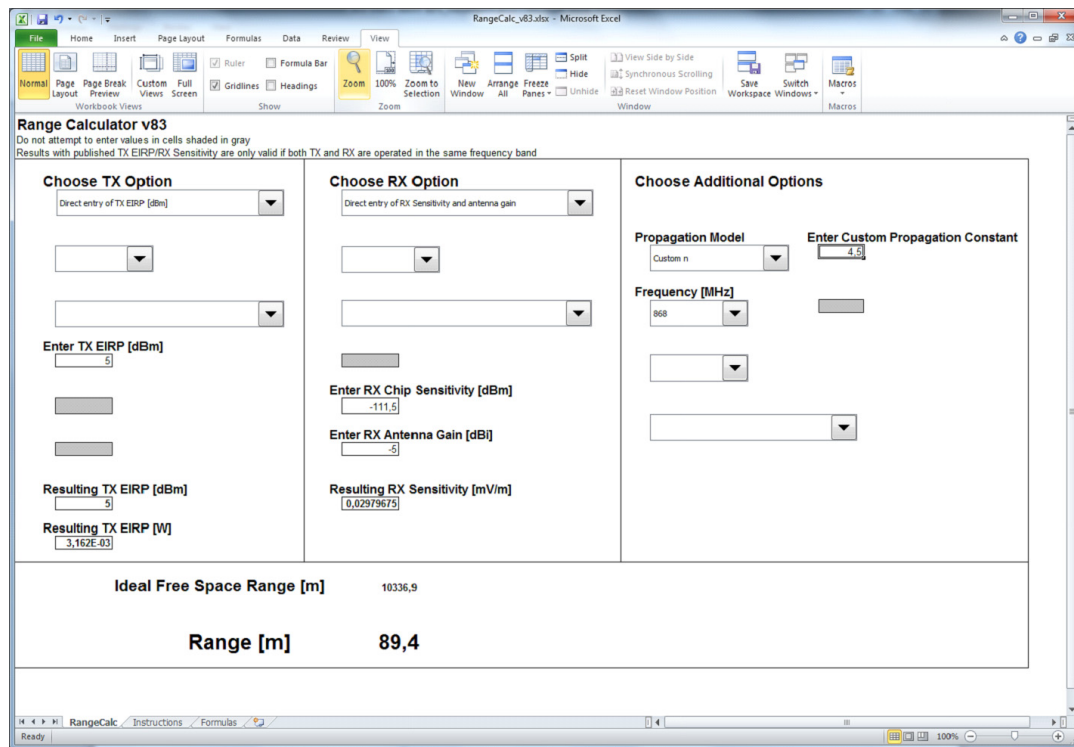 RangeCalc_v83.xlsx - Microsoft Excel
File Home Insert Page Layout Formulas Data Review View
Normal
Page Layout
Page Break Preview
Custom Views
Full Screen
Workbook Views
Ruler
Formula Bar
Gridlines
Headings
Show
Zoom
100%
Zoom to Selection
Zoom
New Window
Arrange All
Freeze Panes
Split
Hide
Unhide
View Side by Side
Synchronous Scrolling
Reset Window Position
Save Workspace
Switch Windows
Window
Macros
Macros
Range Calculator v83
Do not attempt to enter values in cells shaded in gray
Results with published TX EIRP/RX Sensitivity are only valid if both TX and RX are operated in the same frequency band
Choose TX Option
Direct entry of TX EIRP [dBm]
Enter TX EIRP [dBm]
5
Resulting TX EIRP [dBm]
5
Resulting TX EIRP [W]
3,162E-03
Choose RX Option
Direct entry of RX Sensitivity and antenna gain
Enter RX Chip Sensitivity [dBm]
-111,5
Enter RX Antenna Gain [dBi]
-5
Resulting RX Sensitivity [mV/m]
0,02979675
Choose Additional Options
Propagation Model
Custom n
Enter Custom Propagation Constant
4,5
Frequency [MHz]
868
Ideal Free Space Range [m] 10336,9
Range [m] 89,4
RangeCalc Instructions Formulas
Ready
100%